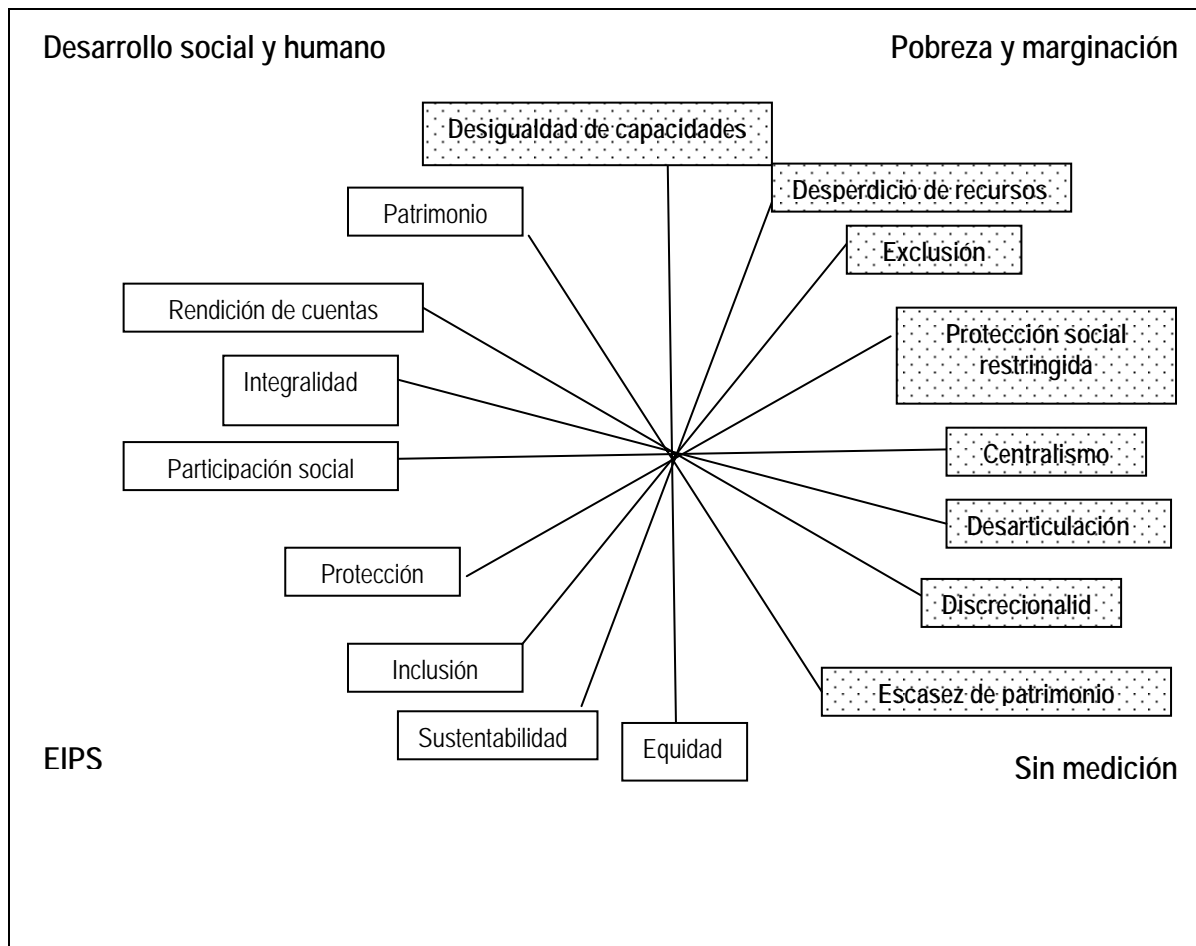 Desarrollo social y humano
Pobreza y marginación
Desigualdad de capacidades
Desperdicio de recursos
Patrimonio
Exclusión
Rendición de cuentas
Protección social
restringida
Integralidad
Participación social
Centralismo
Desarticulación
Protección
Discrecionalid
Inclusión
Escasez de patrimonio
Sustentabilidad
Equidad
EIPS
Sin medición